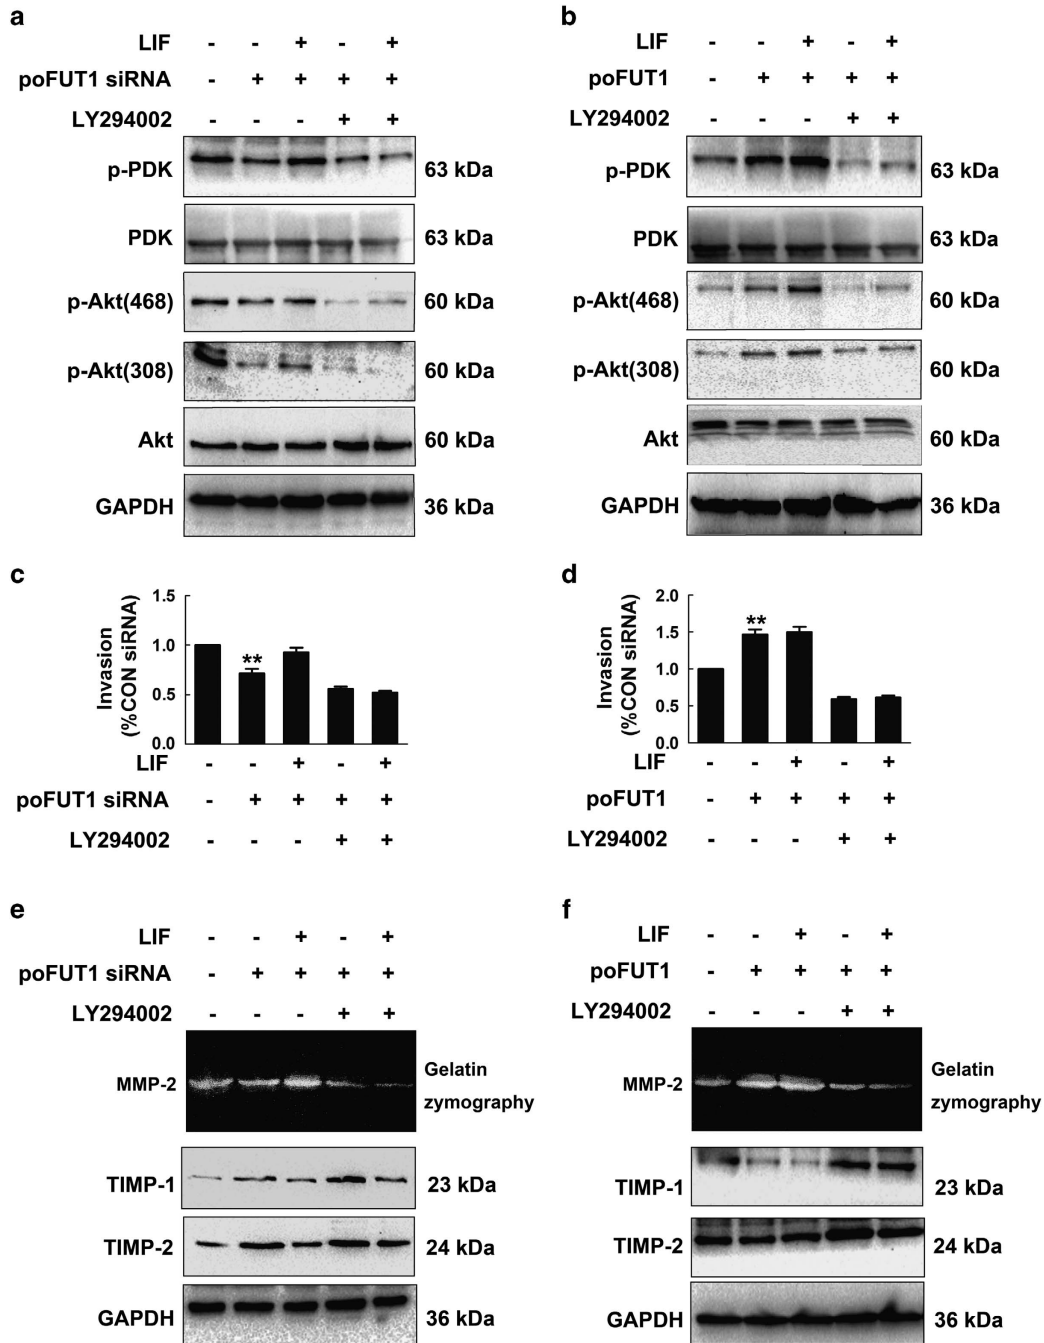 a
LIF - - + - +
poFUT1 siRNA - + + + +
LY294002 - - - + +
p-PDK 63 kDa
PDK 63 kDa
p-Akt(468) 60 kDa
p-Akt(308) 60 kDa
Akt 60 kDa
GAPDH 36 kDa
b
LIF - - + - +
poFUT1 - + + + +
LY294002 - - - + +
p-PDK 63 kDa
PDK 63 kDa
p-Akt(468) 60 kDa
p-Akt(308) 60 kDa
Akt 60 kDa
GAPDH 36 kDa
c
Invasion
(%CON siRNA)
1.5
1.0
0.5
0.0
**
LIF - - + - +
poFUT1 siRNA - + + + +
LY294002 - - - + +
d
Invasion
(%CON siRNA)
2.0
1.5
1.0
0.5
0.0
**
LIF - - + - +
poFUT1 - + + + +
LY294002 - - - + +
e
LIF - - + - +
poFUT1 siRNA - + + + +
LY294002 - - - + +
MMP-2 Gelatin
zymography
TIMP-1 23 kDa
TIMP-2 24 kDa
GAPDH 36 kDa
f
LIF - - + - +
poFUT1 - + + + +
LY294002 - - - + +
MMP-2 Gelatin
zymography
TIMP-1 23 kDa
TIMP-2 24 kDa
GAPDH 36 kDa